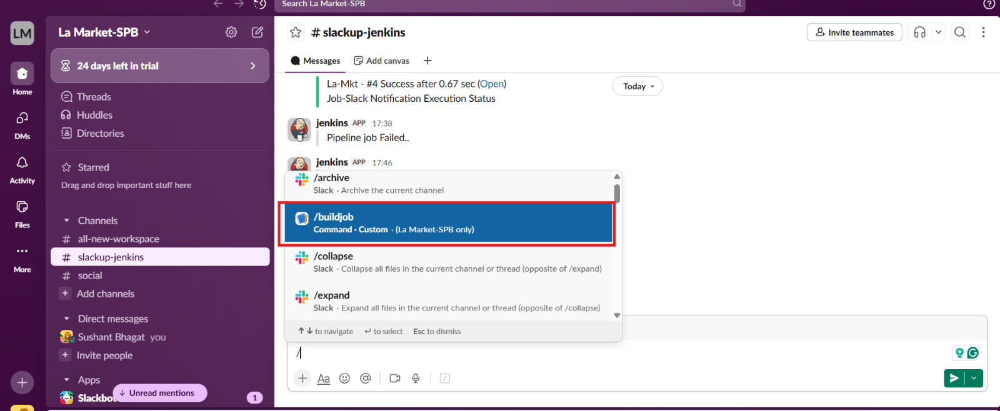 Search La Market-SPB
LM
La Market-SPB
24 days left in trial
Home
DMs
Activity
Files
More
Threads
Huddles
Directories
Starred
Drag and drop important stuff here
Channels
# all-new-workspace
# slackup-jenkins
# social
+ Add channels
Direct messages
Sushant Bhagat you
+ Invite people
Apps
Slackbot
↓ Unread mentions
1
# slackup-jenkins
Invite teammates
Messages
Add canvas
+
Today
La-Mkt - #4 Success after 0.67 sec (Open)
Job-Slack Notification Execution Status
jenkins APP 17:38
Pipeline job Failed..
jenkins APP 17:46
/archive
Slack · Archive the current channel
/buildjob
Command · Custom · (La Market-SPB only)
/collapse
Slack · Collapse all files in the current channel or thread (opposite of /expand)
/expand
Slack · Expand all files in the current channel or thread (opposite of /collapse)
↑ ↓ to navigate ↵ to select Esc to dismiss
/
+ Aa @